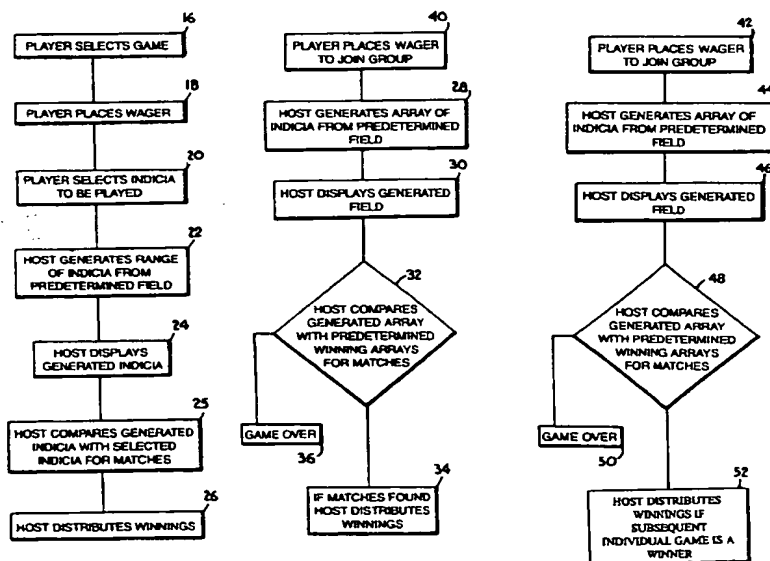 16
PLAYER SELECTS GAME
18
PLAYER PLACES WAGER
20
PLAYER SELECTS INDICIA
TO BE PLAYED
22
HOST GENERATES RANGE
OF INDICIA FROM
PREDETERMINED FIELD
24
HOST DISPLAYS
GENERATED INDICIA
25
HOST COMPARES GENERATED
INDICIA WITH SELECTED
INDICIA FOR MATCHES
26
HOST DISTRIBUTES WINNINGS
40
PLAYER PLACES WAGER
TO JOIN GROUP
28
HOST GENERATES ARRAY OF
INDICIA FROM PREDETERMINED
FIELD
30
HOST DISPLAYS GENERATED
FIELD
32
HOST COMPARES
GENERATED ARRAY
WITH PREDETERMINED
WINNING ARRAYS
FOR MATCHES
GAME OVER
36
34
IF MATCHES FOUND
HOST DISTRIBUTES
WINNINGS
42
PLAYER PLACES WAGER
TO JOIN GROUP
44
HOST GENERATES ARRAY OF
INDICIA FROM PREDETERMINED
FIELD
46
HOST DISPLAYS GENERATED
FIELD
48
HOST COMPARES
GENERATED ARRAY
WITH PREDETERMINED
WINNING ARRAYS
FOR MATCHES
GAME OVER
50
52
HOST DISTRIBUTES
WINNINGS IF
SUBSEQUENT
INDIVIDUAL GAME IS A
WINNER